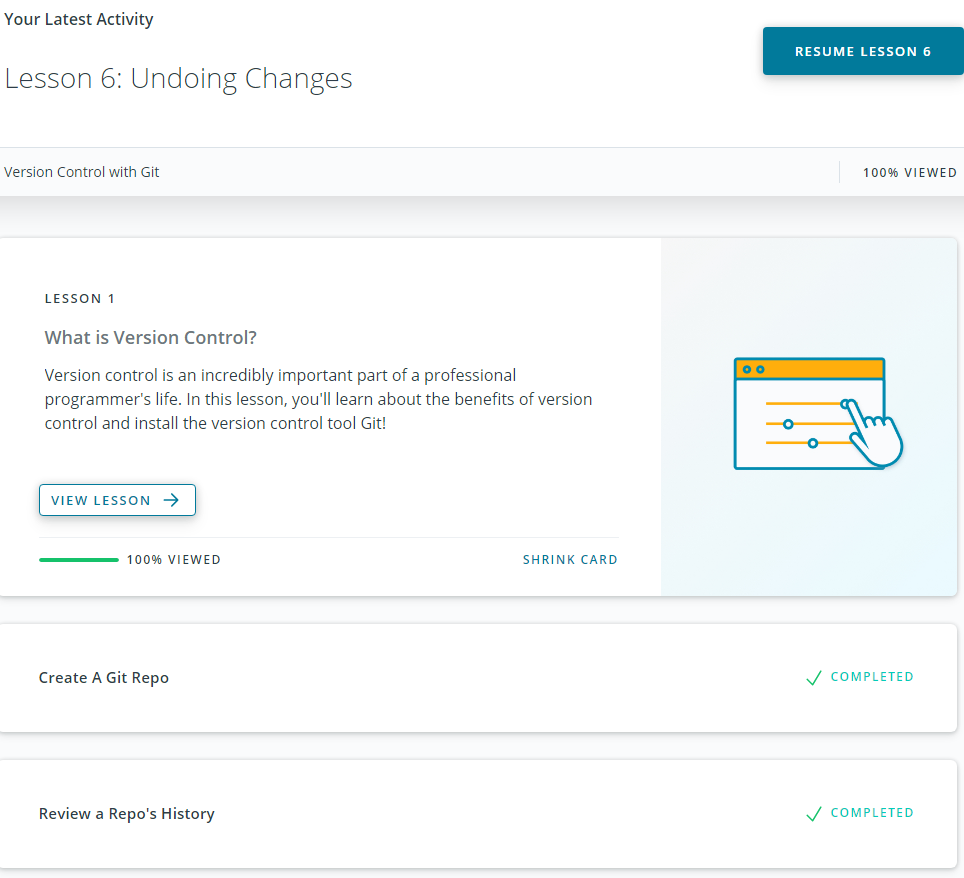 Your Latest Activity
RESUME LESSON 6
Lesson 6: Undoing Changes
Version Control with Git
100% VIEWED
LESSON 1
What is Version Control?
Version control is an incredibly important part of a professional
programmer's life. In this lesson, you'll learn about the benefits of version
control and install the version control tool Git!
VIEW LESSON
100% VIEWED
SHRINK CARD
Create A Git Repo
COMPLETED
Review a Repo's History
COMPLETED